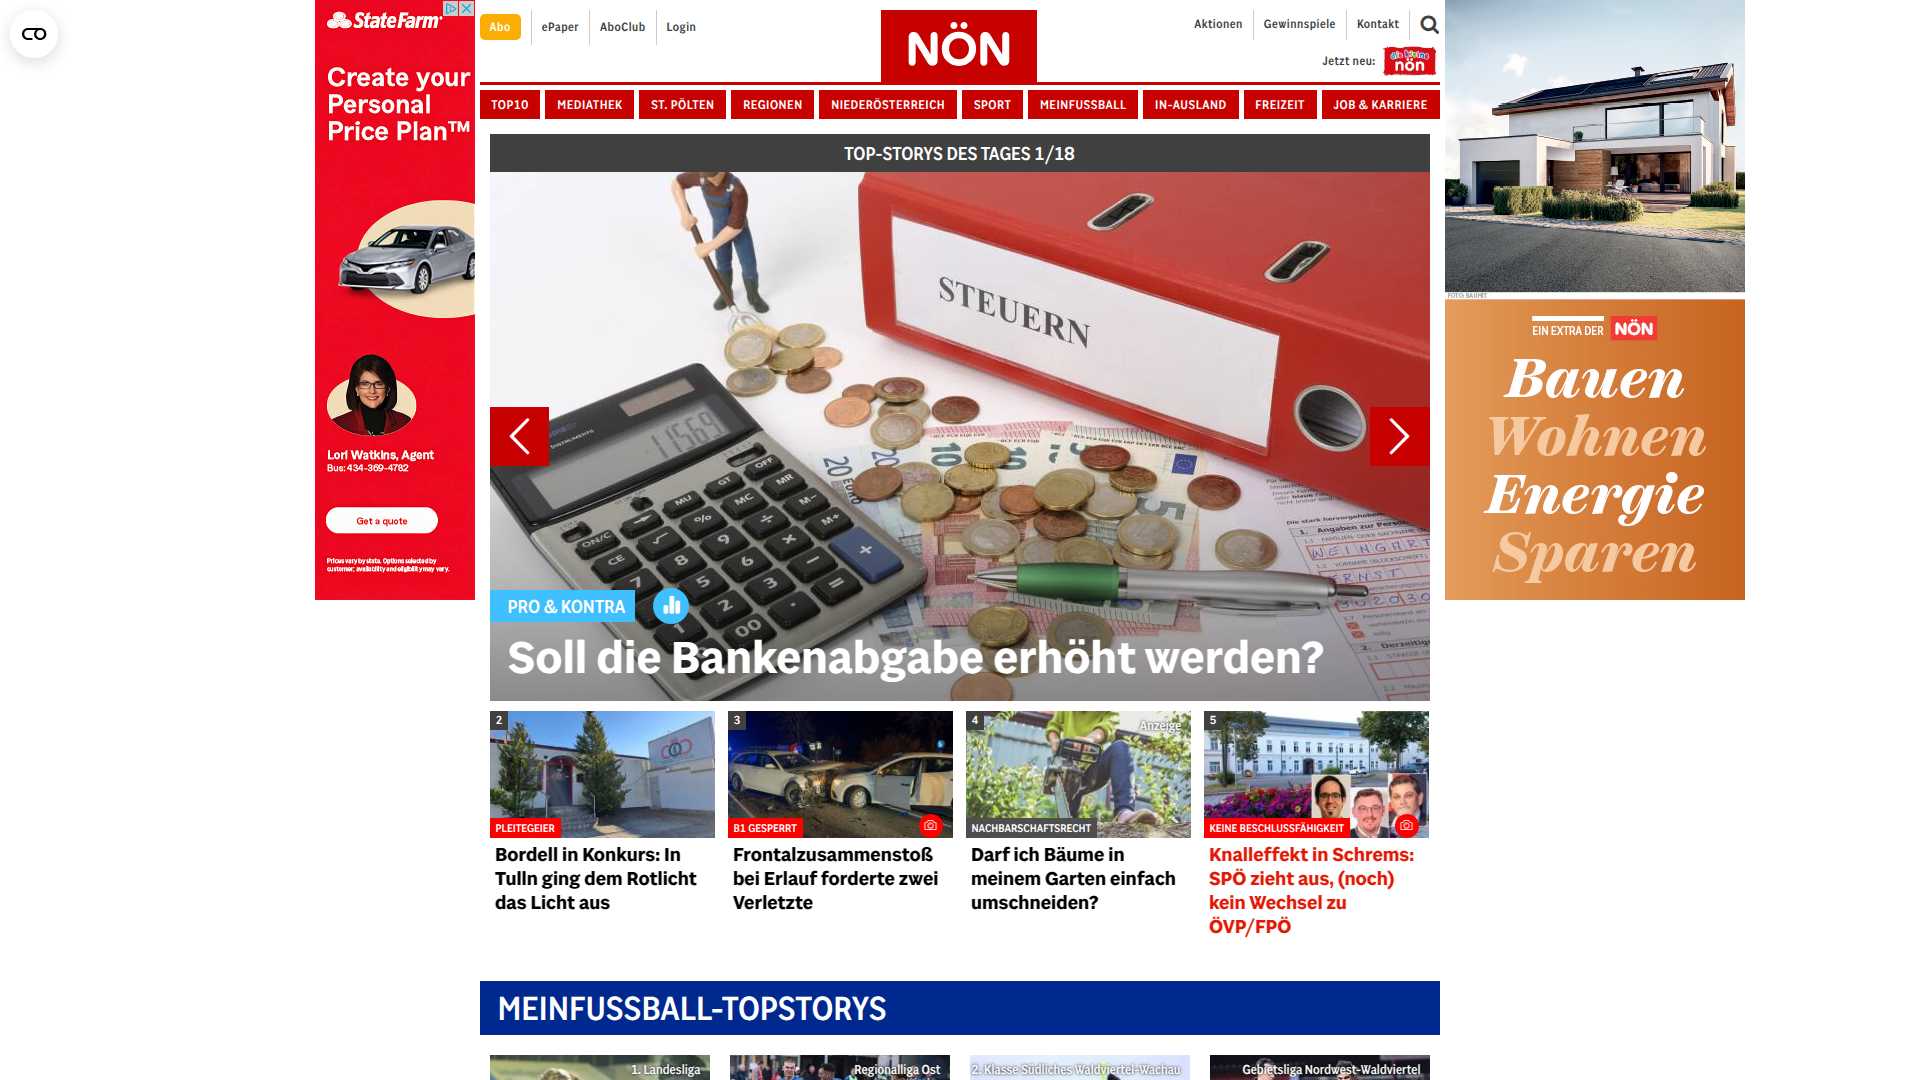 StateFarm
Create your
Personal
Price Plan™
Lori Watkins, Agent
Bus: 434-369-4782
Get a quote
Prices vary by state. Options selected by
customer; availability and eligibility may vary.
Abo
ePaper
AboClub
Login
NÖN
Aktionen
Gewinnspiele
Kontakt
Jetzt neu:
die kleine
nön
TOP10
MEDIATHEK
ST. PÖLTEN
REGIONEN
NIEDERÖSTERREICH
SPORT
MEINFUSSBALL
IN-AUSLAND
FREIZEIT
JOB & KARRIERE
TOP-STORYS DES TAGES 1/18
STEUERN
PRO & KONTRA
Soll die Bankenabgabe erhöht werden?
2
PLEITEGEIER
Bordell in Konkurs: In
Tulln ging dem Rotlicht
das Licht aus
3
B1 GESPERRT
Frontalzusammenstoß
bei Erlauf forderte zwei
Verletzte
4
Anzeige
NACHBARSCHAFTSRECHT
Darf ich Bäume in
meinem Garten einfach
umschneiden?
5
KEINE BESCHLUSSFÄHIGKEIT
Knalleffekt in Schrems:
SPÖ zieht aus, (noch)
kein Wechsel zu
ÖVP/FPÖ
MEINFUSSBALL-TOPSTORYS
1. Landesliga
Regionalliga Ost
2. Klasse Südliches Waldviertel-Wachau
Gebietsliga Nordwest-Waldviertel
FOTO: BAUMIT
EIN EXTRA DER NÖN
Bauen
Wohnen
Energie
Sparen